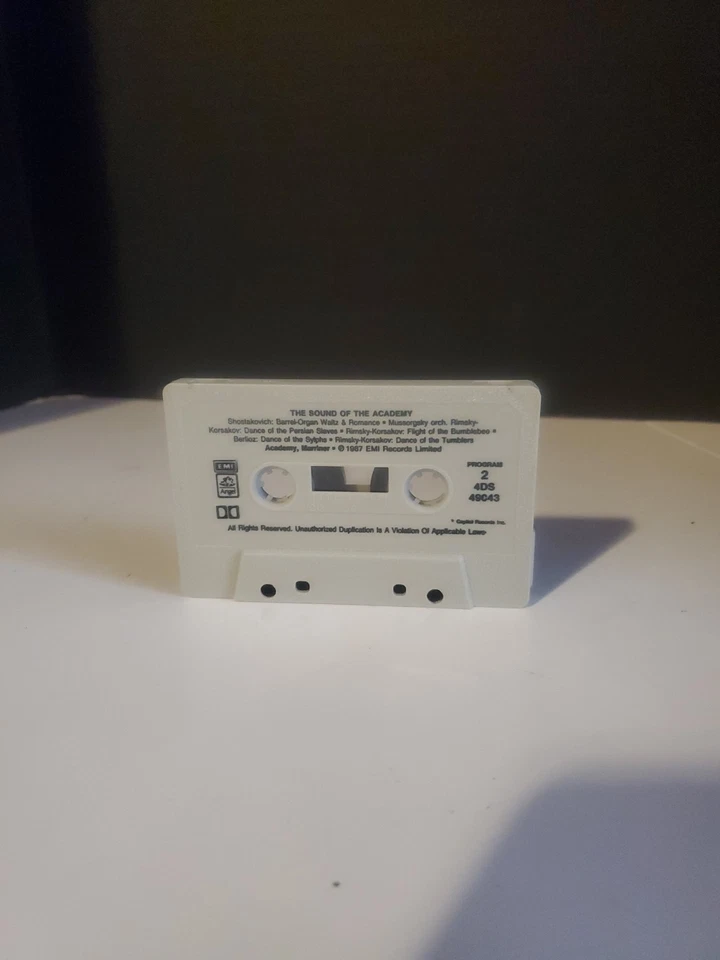 THE SOUND OF THE ACADEMY
Shostakovich: Barrel-Organ Waltz & Romance • Mussorgsky orch. Rimsky-
Korsakov: Dance of the Persian Slaves • Rimsky-Korsakov: Flight of the Bumblebee •
Berlioz: Dance of the Sylphs • Rimsky-Korsakov: Dance of the Tumblers
Academy, Marriner • ℗ 1987 EMI Records Limited
EMI
Angel
PROGRAM
2
4DS
49043
* Capitol Records Inc.
All Rights Reserved. Unauthorized Duplication Is A Violation Of Applicable Laws